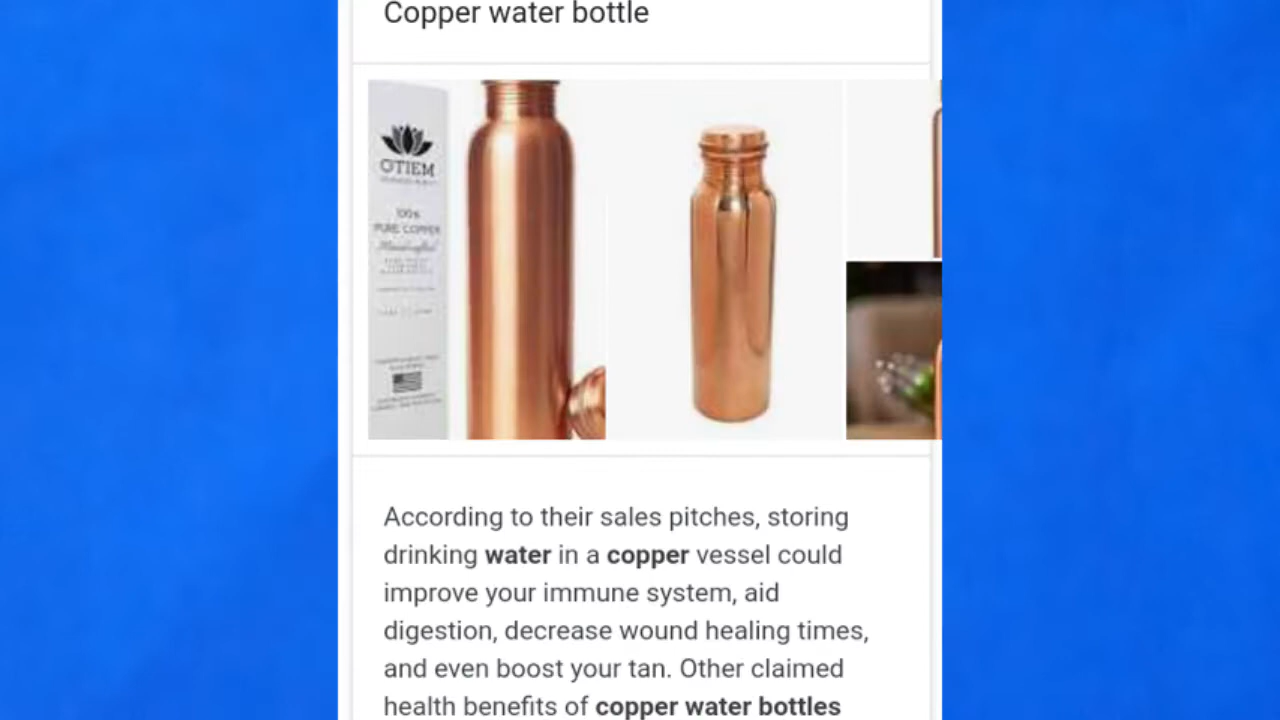 Copper water bottle
OTIEM
100%
PURE COPPER
According to their sales pitches, storing
drinking water in a copper vessel could
improve your immune system, aid
digestion, decrease wound healing times,
and even boost your tan. Other claimed
health benefits of copper water bottles